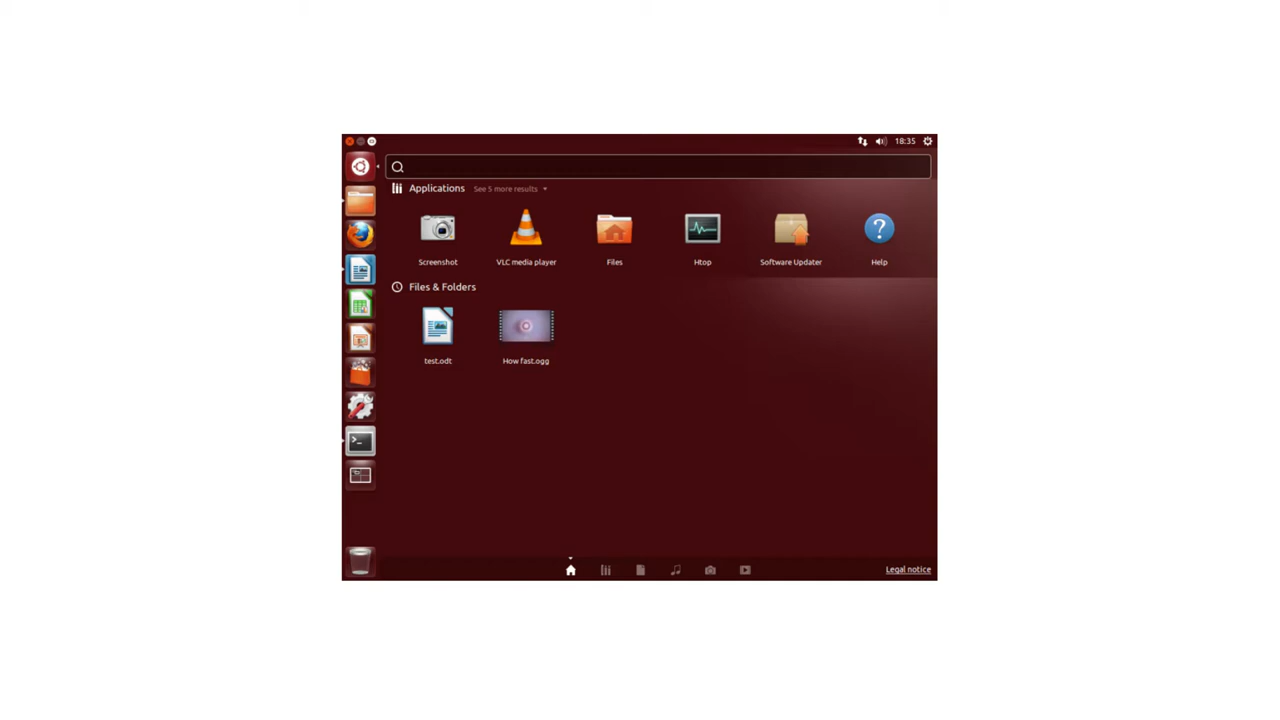 18:35
Applications See 5 more results
Screenshot VLC media player Files Htop Software Updater Help
Files & Folders
test.odt How fast.ogg
Legal notice